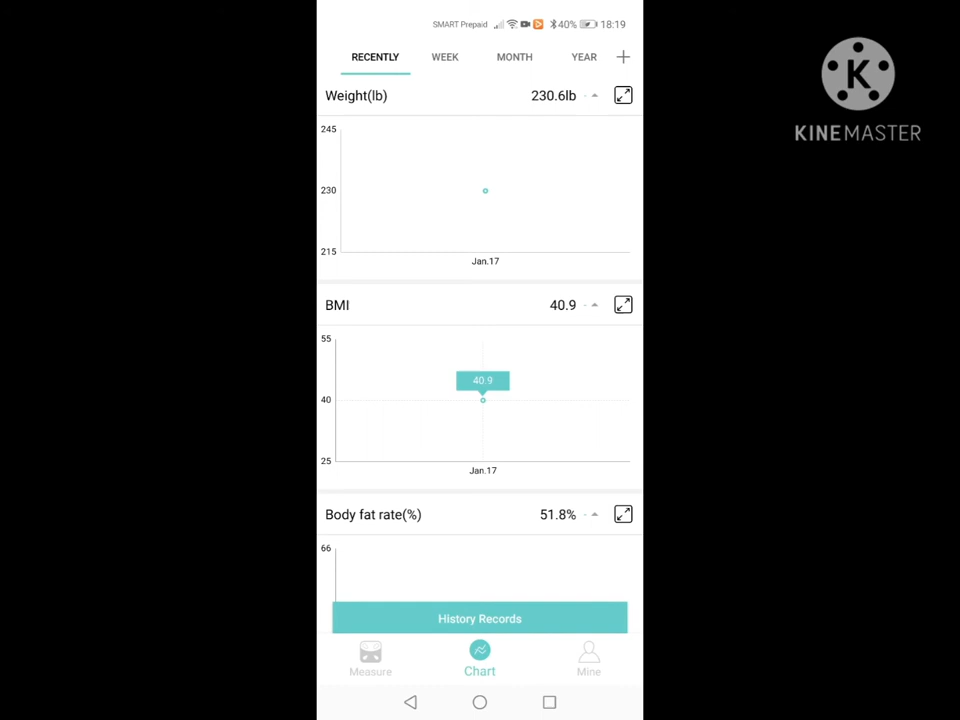 SMART Prepaid 40% 18:19
RECENTLY WEEK MONTH YEAR
K
KINEMASTER
Weight(lb) 230.6lb
245
230
215
Jan.17
BMI 40.9
55
40.9
40
25
Jan.17
Body fat rate(%) 51.8%
66
History Records
Measure Chart Mine